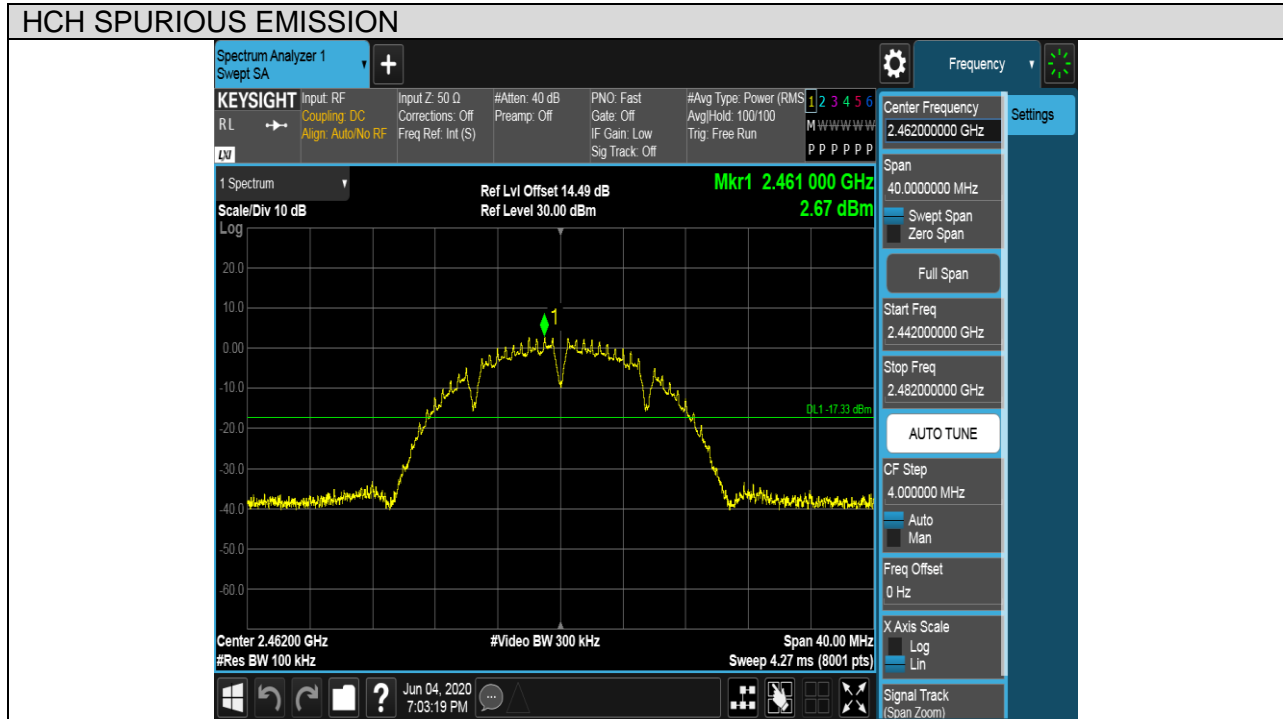 HCH SPURIOUS EMISSION
Spectrum Analyzer 1
Swept SA
+
Frequency
KEYSIGHT
RL
LXI
Input: RF
Coupling: DC
Align: Auto/No RF
Input Z: 50 Ω
Corrections: Off
Freq Ref: Int (S)
#Atten: 40 dB
Preamp: Off
PNO: Fast
Gate: Off
IF Gain: Low
Sig Track: Off
#Avg Type: Power (RMS
Avg|Hold: 100/100
Trig: Free Run
1 2 3 4 5 6
M W W W W W
P P P P P P
1 Spectrum
Scale/Div 10 dB
Ref Lvl Offset 14.49 dB
Ref Level 30.00 dBm
Mkr1 2.461 000 GHz
2.67 dBm
Log
20.0
10.0
0.00
-10.0
-20.0
-30.0
-40.0
-50.0
-60.0
1
DL1 -17.33 dBm
Center 2.46200 GHz
#Res BW 100 kHz
#Video BW 300 kHz
Span 40.00 MHz
Sweep 4.27 ms (8001 pts)
Center Frequency
2.462000000 GHz
Settings
Span
40.0000000 MHz
Swept Span
Zero Span
Full Span
Start Freq
2.442000000 GHz
Stop Freq
2.482000000 GHz
AUTO TUNE
CF Step
4.000000 MHz
Auto
Man
Freq Offset
0 Hz
X Axis Scale
Log
Lin
Signal Track
(Span Zoom)
?
Jun 04, 2020
7:03:19 PM